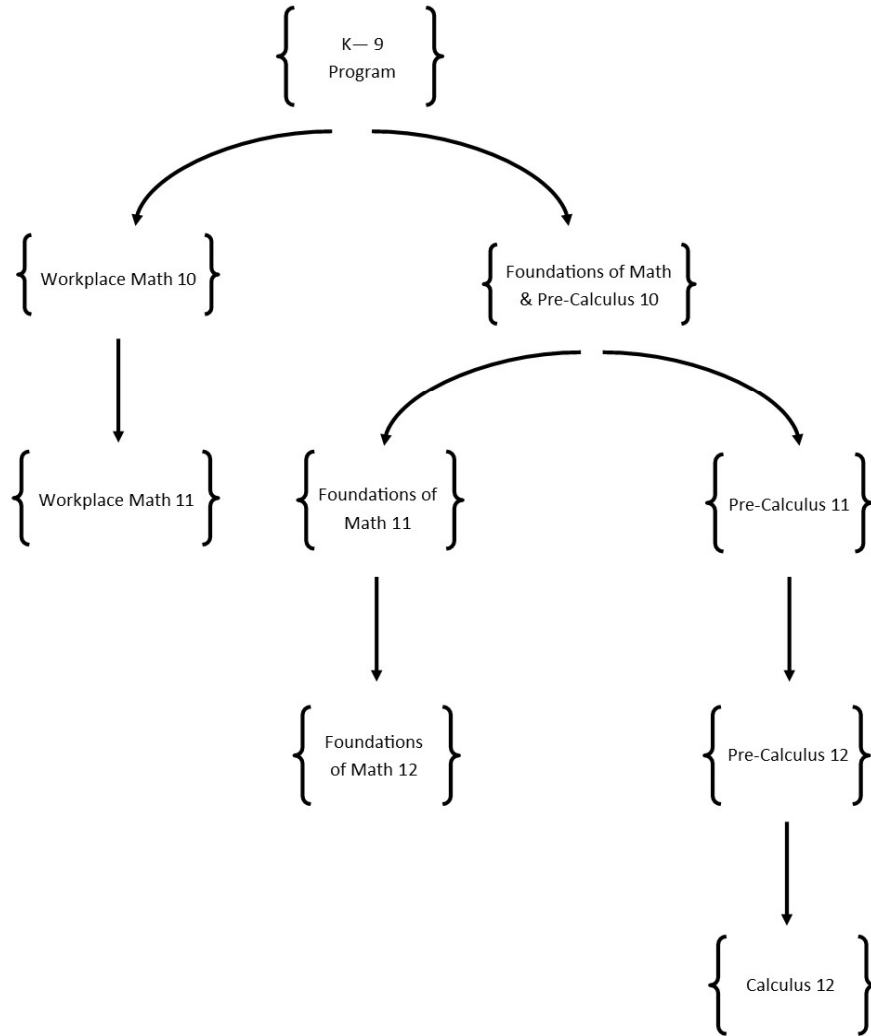 K— 9
Program
Workplace Math 10
Foundations of Math
& Pre-Calculus 10
Workplace Math 11
Foundations of
Math 11
Pre-Calculus 11
Foundations
of Math 12
Pre-Calculus 12
Calculus 12